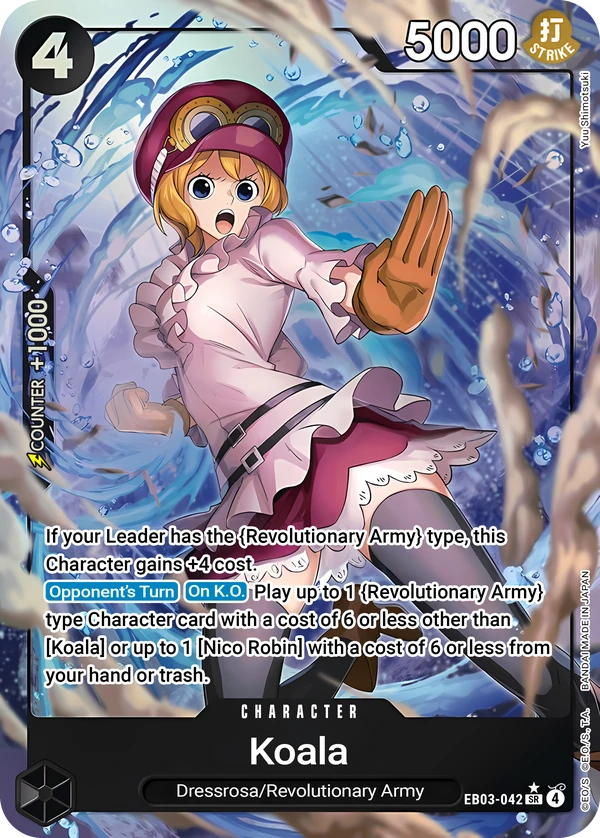 4
5000
打
STRIKE
Yuu Shimotsuki
COUNTER +1000
If your Leader has the {Revolutionary Army} type, this
Character gains +4 cost.
Opponent's Turn On K.O. Play up to 1 {Revolutionary Army}
type Character card with a cost of 6 or less other than
[Koala] or up to 1 [Nico Robin] with a cost of 6 or less from
your hand or trash.
©E.O/S ©E.O./S.,T.A. BANDAI MADE IN JAPAN
CHARACTER
Koala
Dressrosa/Revolutionary Army
EB03-042 SR 4